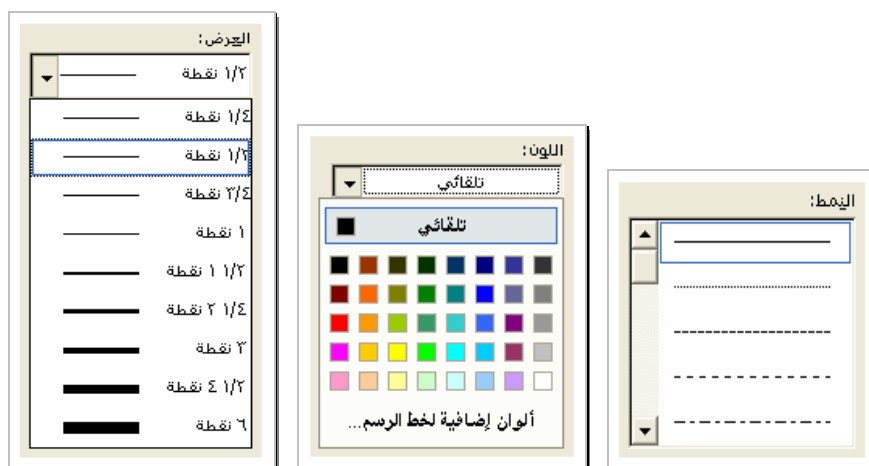 النمط:
اللون:
تلقائي
تلقائي
ألوان إضافية لخط الرسم...
العرض:
١/٢ نقطة
١/٤ نقطة
١/٢ نقطة
٣/٤ نقطة
١ نقطة
١ ١/٢ نقطة
٢ ١/٤ نقطة
٣ نقطة
٤ ١/٢ نقطة
٦ نقطة